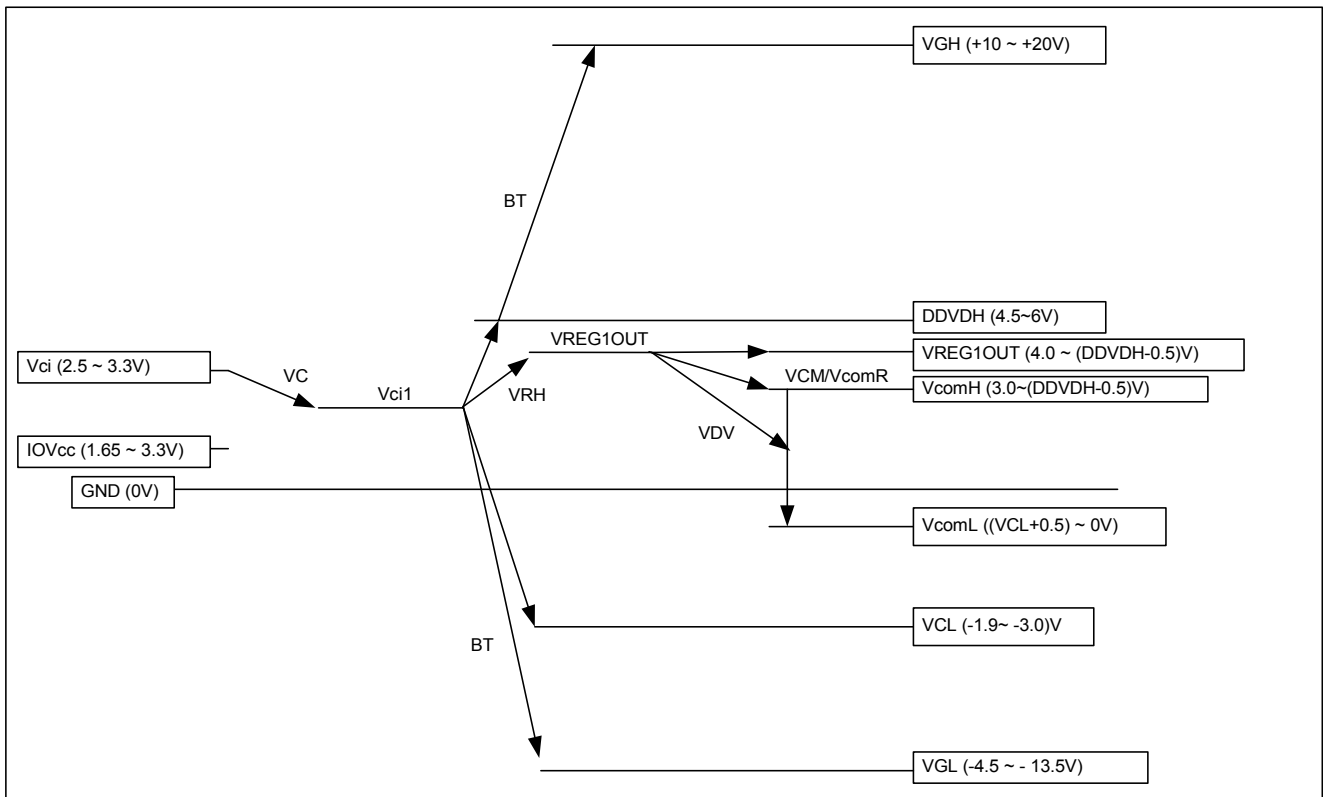 VGH (+10 ~ +20V)
BT
DDVDH (4.5~6V)
VREG1OUT
VREG1OUT (4.0 ~ (DDVDH-0.5)V)
Vci (2.5 ~ 3.3V)
VC
Vci1
VRH
VCM/VcomR
VcomH (3.0~(DDVDH-0.5)V)
VDV
IOVcc (1.65 ~ 3.3V)
GND (0V)
VcomL ((VCL+0.5) ~ 0V)
VCL (-1.9~ -3.0)V
BT
VGL (-4.5 ~ - 13.5V)